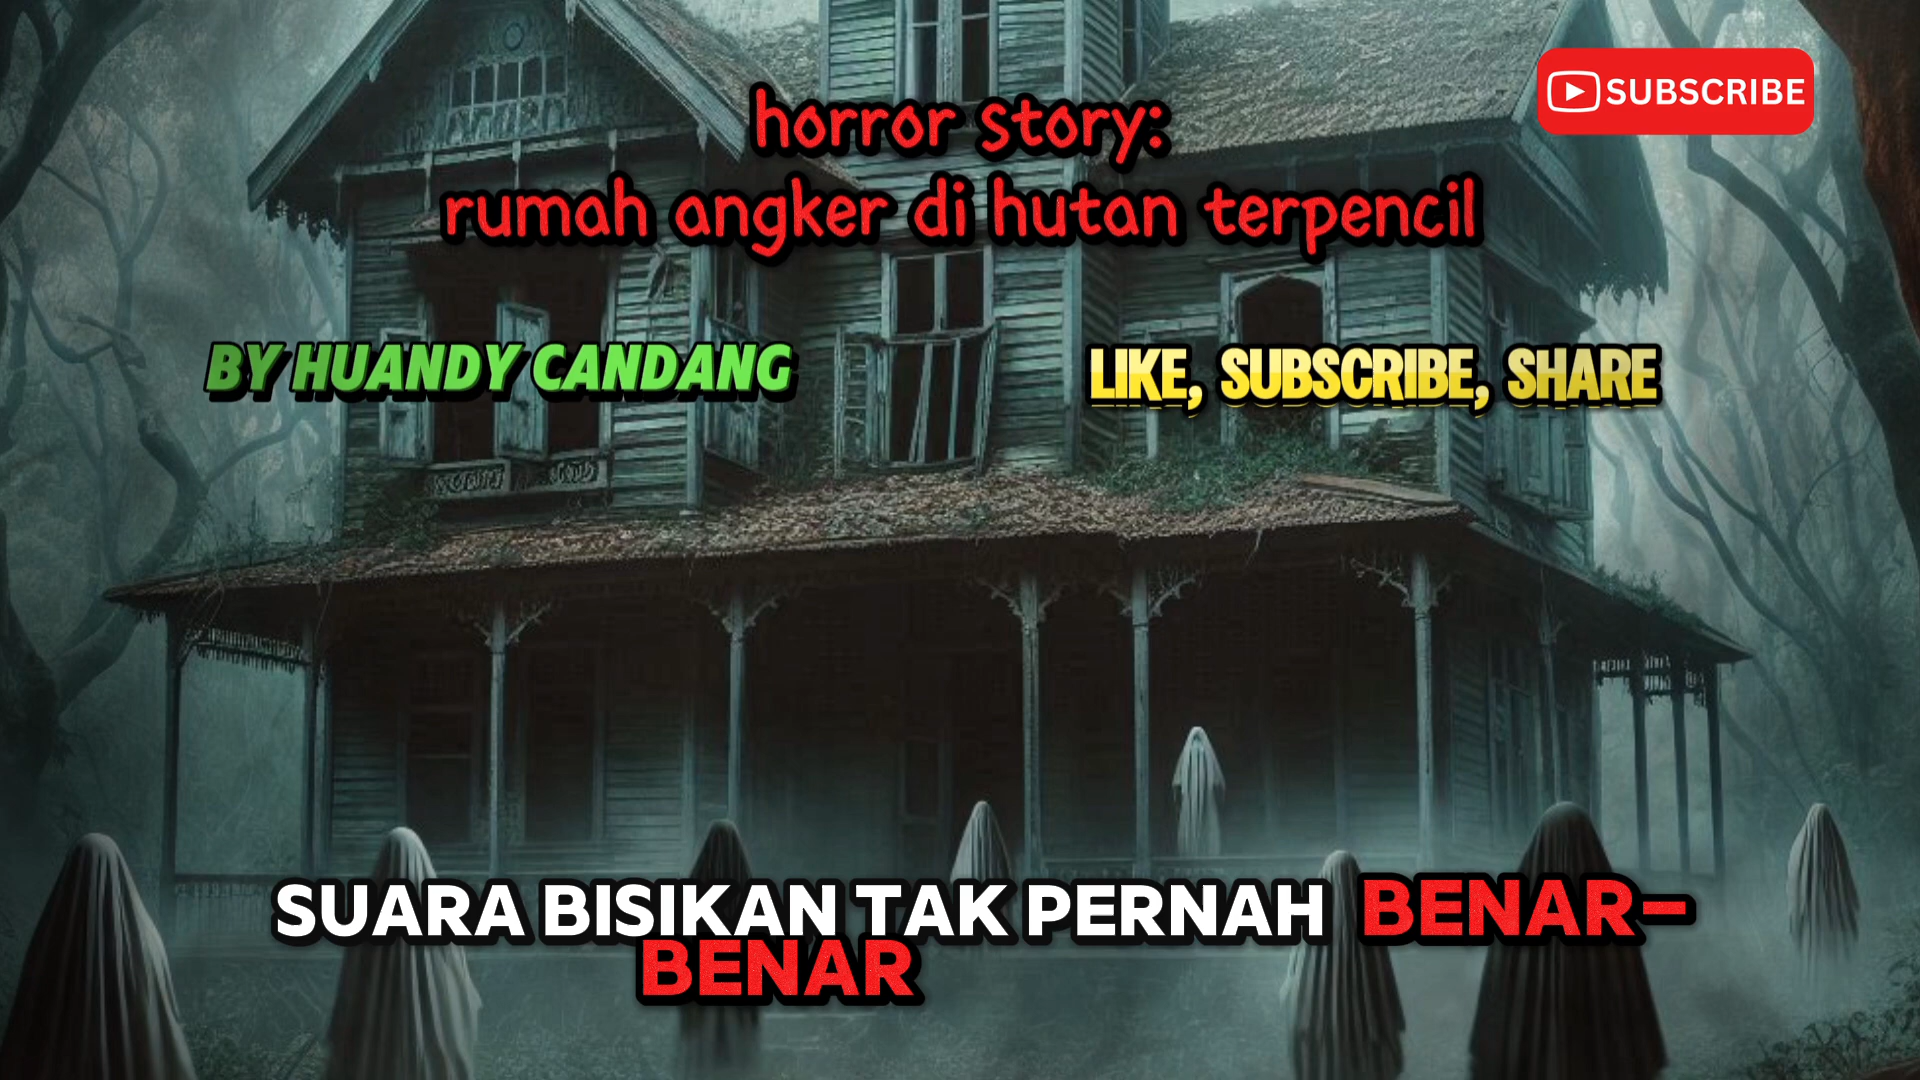 horror story:
SUBSCRIBE
rumah angker di hutan terpencil
BY HUANDY CANDANG
LIKE, SUBSCRIBE, SHARE
SUARA BISIKAN TAK PERNAH BENAR-
BENAR